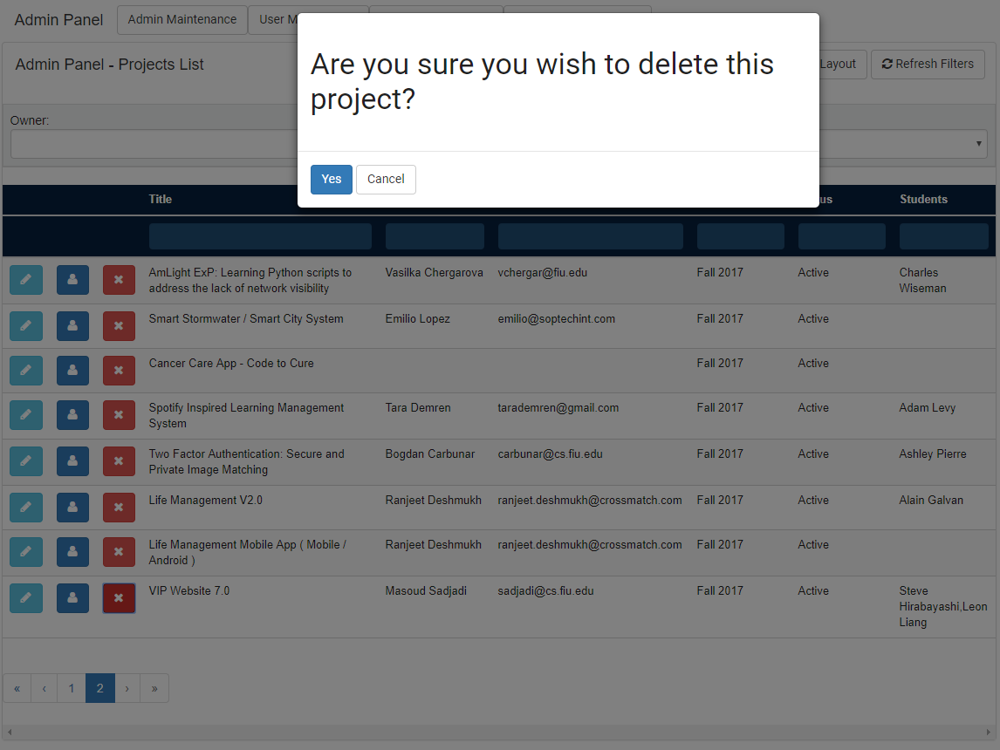 Admin Panel Admin Maintenance User M
Are you sure you wish to delete this
project?
Yes Cancel
Admin Panel - Projects List Layout Refresh Filters
Owner:
Title us Students
AmLight ExP: Learning Python scripts to Vasilka Chergarova vchergar@fiu.edu Fall 2017 Active Charles
address the lack of network visibility Wiseman
Smart Stormwater / Smart City System Emilio Lopez emilio@soptechint.com Fall 2017 Active
Cancer Care App - Code to Cure Fall 2017 Active
Spotify Inspired Learning Management Tara Demren tarademren@gmail.com Fall 2017 Active Adam Levy
System
Two Factor Authentication: Secure and Bogdan Carbunar carbunar@cs.fiu.edu Fall 2017 Active Ashley Pierre
Private Image Matching
Life Management V2.0 Ranjeet Deshmukh ranjeet.deshmukh@crossmatch.com Fall 2017 Active Alain Galvan
Life Management Mobile App ( Mobile / Ranjeet Deshmukh ranjeet.deshmukh@crossmatch.com Fall 2017 Active
Android )
VIP Website 7.0 Masoud Sadjadi sadjadi@cs.fiu.edu Fall 2017 Active Steve
Hirabayashi,Leon
Liang
« ‹ 1 2 › »